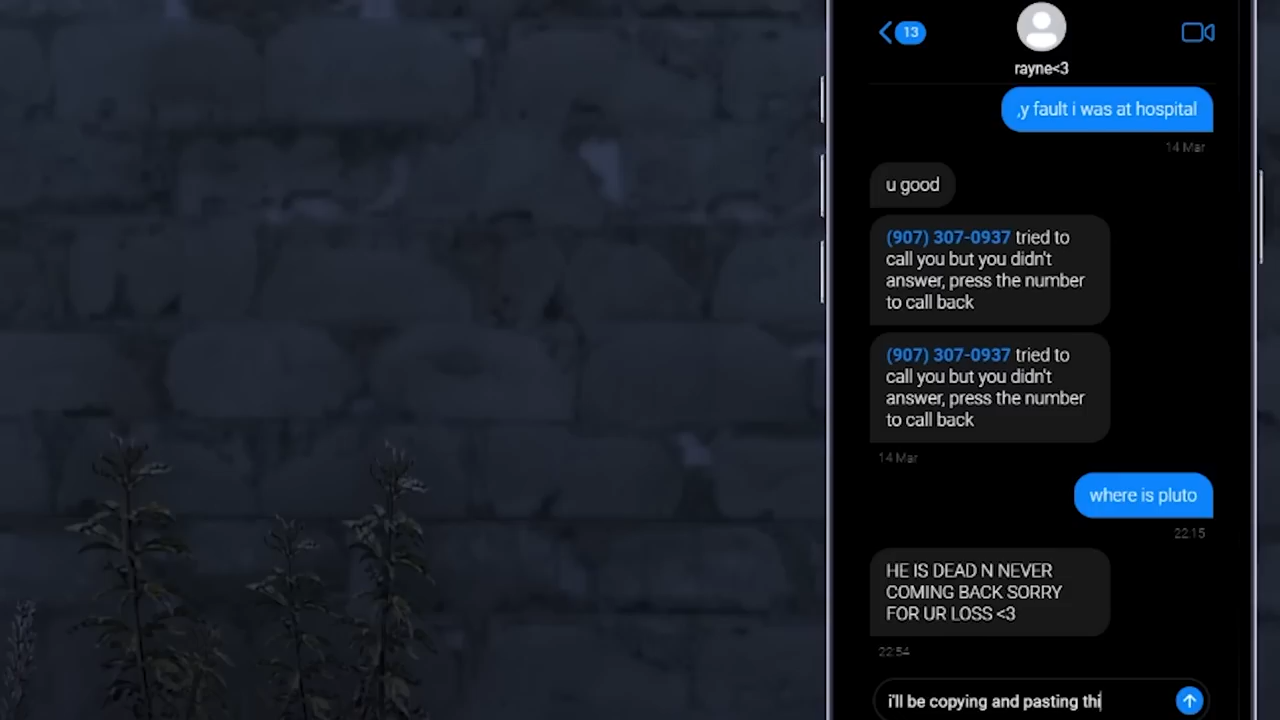 13
rayne<3
,y fault i was at hospital
14 Mar
u good
(907) 307-0937 tried to
call you but you didn't
answer, press the number
to call back
(907) 307-0937 tried to
call you but you didn't
answer, press the number
to call back
14 Mar
where is pluto
22:15
HE IS DEAD N NEVER
COMING BACK SORRY
FOR UR LOSS <3
22:54
i'll be copying and pasting thi